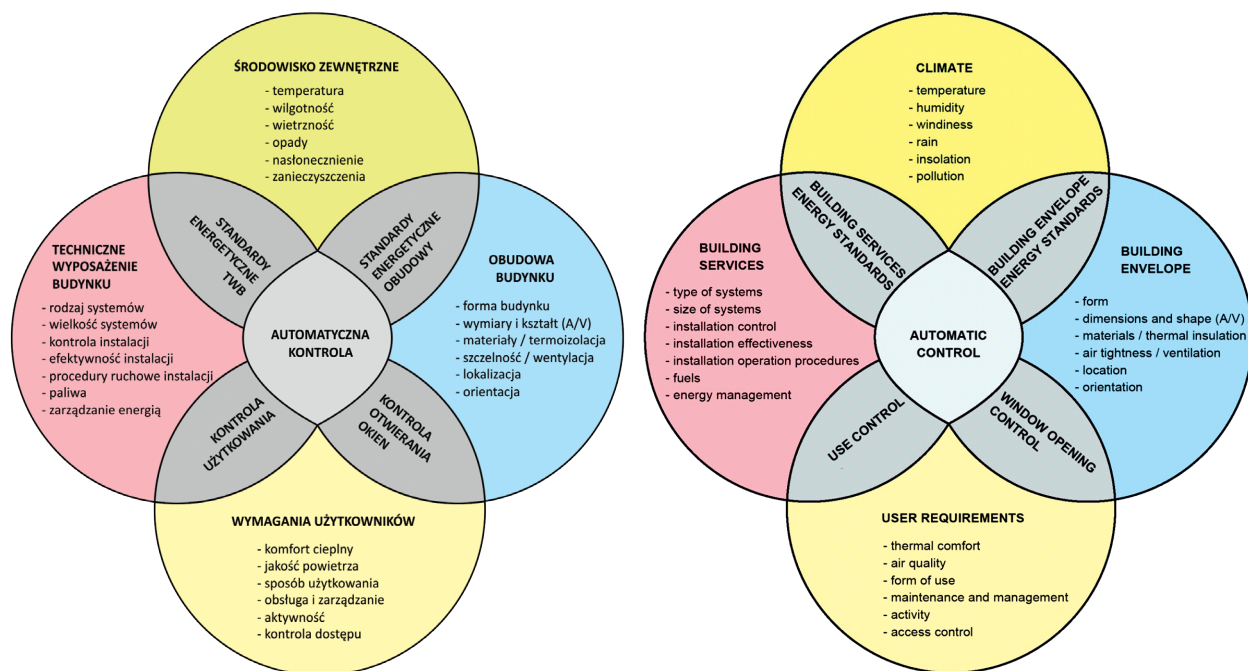 ŚRODOWISKO ZEWNĘTRZNE
- temperatura
- wilgotność
- wietrzność
- opady
- nasłonecznienie
- zanieczyszczenia
STANDARDY
ENERGETYCZNE
TWB
STANDARDY
ENERGETYCZNE
OBUDOWY
TECHNICZNE
WYPOSAŻENIE
BUDYNKU
- rodzaj systemów
- wielkość systemów
- kontrola instalacji
- efektywność instalacji
- procedury ruchowe instalacji
- paliwa
- zarządzanie energią
AUTOMATYCZNA
KONTROLA
OBUDOWA
BUDYNKU
- forma budynku
- wymiary i kształt (A/V)
- materiały / termoizolacja
- szczelność / wentylacja
- lokalizacja
- orientacja
KONTROLA
UŻYTKOWANIA
KONTROLA
OTWIERANIA
OKIEN
WYMAGANIA UŻYTKOWNIKÓW
- komfort cieplny
- jakość powietrza
- sposób użytkowania
- obsługa i zarządzanie
- aktywność
- kontrola dostępu
CLIMATE
- temperature
- humidity
- windiness
- rain
- insolation
- pollution
BUILDING SERVICES
ENERGY STANDARDS
BUILDING ENVELOPE
ENERGY STANDARDS
BUILDING
SERVICES
- type of systems
- size of systems
- installation control
- installation effectiveness
- installation operation procedures
- fuels
- energy management
AUTOMATIC
CONTROL
BUILDING
ENVELOPE
- form
- dimensions and shape (A/V)
- materials / thermal insulation
- air tightness / ventilation
- location
- orientation
USE CONTROL
WINDOW OPENING
CONTROL
USER REQUIREMENTS
- thermal comfort
- air quality
- form of use
- maintenance and management
- activity
- access control